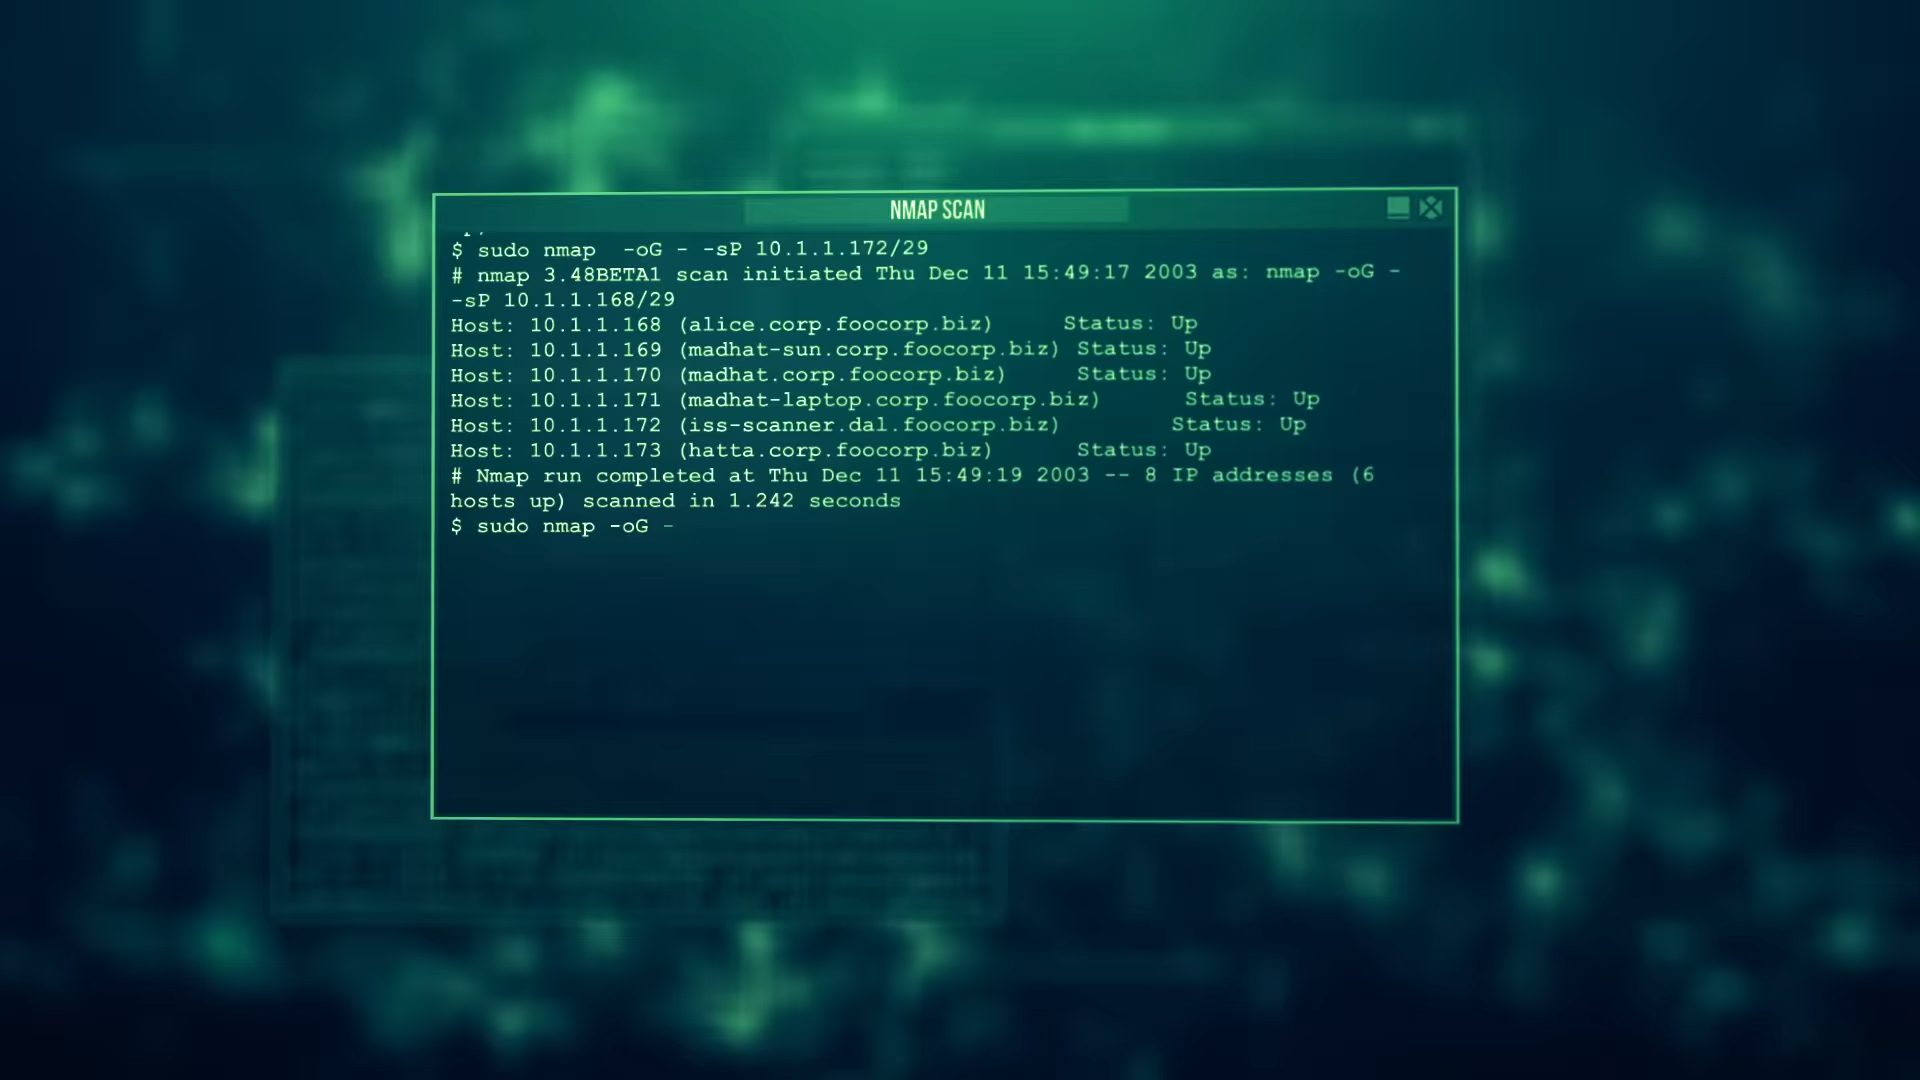 NMAP SCAN
$ sudo nmap  -oG - -sP 10.1.1.172/29
# nmap 3.48BETA1 scan initiated Thu Dec 11 15:49:17 2003 as: nmap -oG -
-sP 10.1.1.168/29
Host: 10.1.1.168 (alice.corp.foocorp.biz)     Status: Up
Host: 10.1.1.169 (madhat-sun.corp.foocorp.biz) Status: Up
Host: 10.1.1.170 (madhat.corp.foocorp.biz)     Status: Up
Host: 10.1.1.171 (madhat-laptop.corp.foocorp.biz)      Status: Up
Host: 10.1.1.172 (iss-scanner.dal.foocorp.biz)        Status: Up
Host: 10.1.1.173 (hatta.corp.foocorp.biz)      Status: Up
# Nmap run completed at Thu Dec 11 15:49:19 2003 -- 8 IP addresses (6
hosts up) scanned in 1.242 seconds
$ sudo nmap -oG -